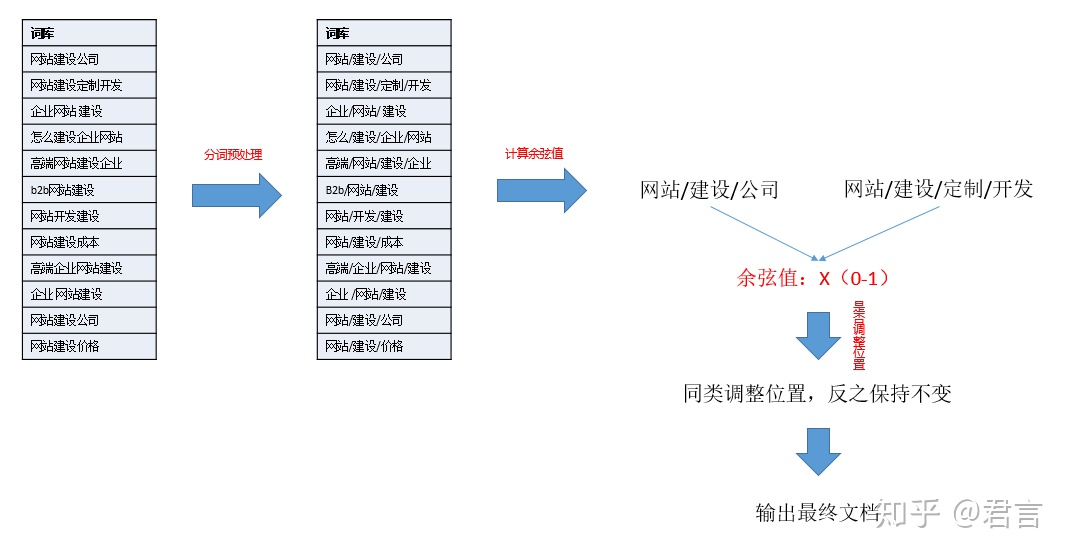 词库
网站建设公司
网站建设定制开发
企业网站 建设
怎么建设企业网站
高端网站建设企业
b2b网站建设
网站开发建设
网站建设成本
高端企业网站建设
企业 网站建设
网站建设公司
网站建设价格
分词预处理
词库
网站/建设/公司
网站/建设/定制/开发
企业/网站/ 建设
怎么/建设/企业/网站
高端/网站/建设/企业
B2b/网站/建设
网站/开发/建设
网站/建设/成本
高端/企业/网站/建设
企业 /网站/建设
网站/建设/公司
网站/建设/价格
计算余弦值
网站/建设/公司
网站/建设/定制/开发
余弦值：X（0-1）
是否调整位置
同类调整位置，反之保持不变
输出最终文档
知乎 @君言